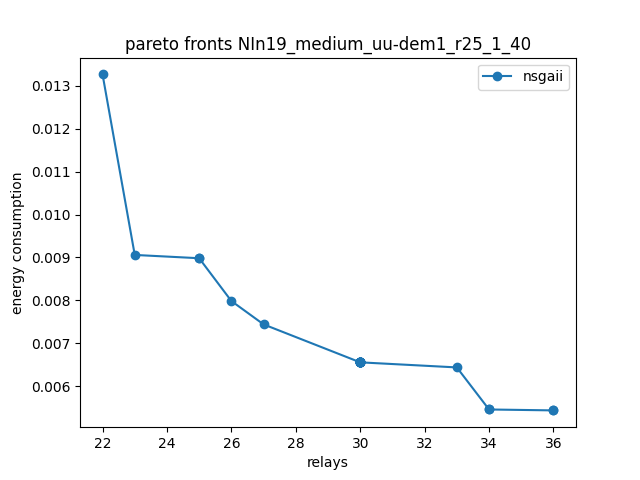 pareto fronts NIn19_medium_uu-dem1_r25_1_40
nsgaii
0.013
0.012
0.011
0.010
0.009
0.008
0.007
0.006
energy consumption
22 24 26 28 30 32 34 36
relays